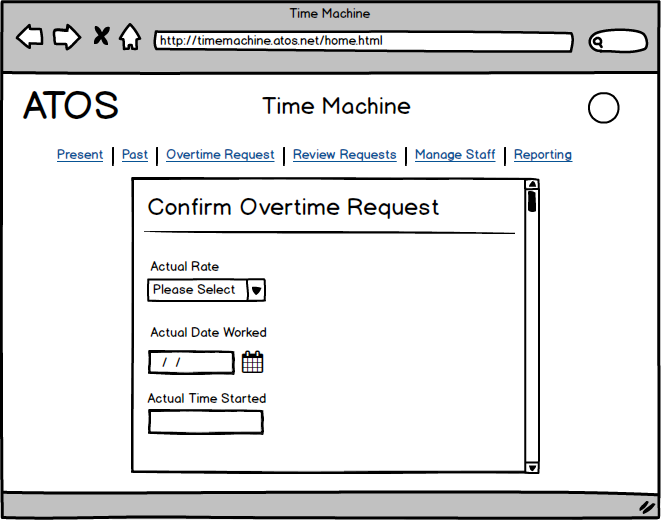 Time Machine
http://timemachine.atos.net/home.html
ATOS
Time Machine
Present | Past | Overtime Request | Review Requests | Manage Staff | Reporting
Confirm Overtime Request
Actual Rate
Please Select
Actual Date Worked
/ /
Actual Time Started